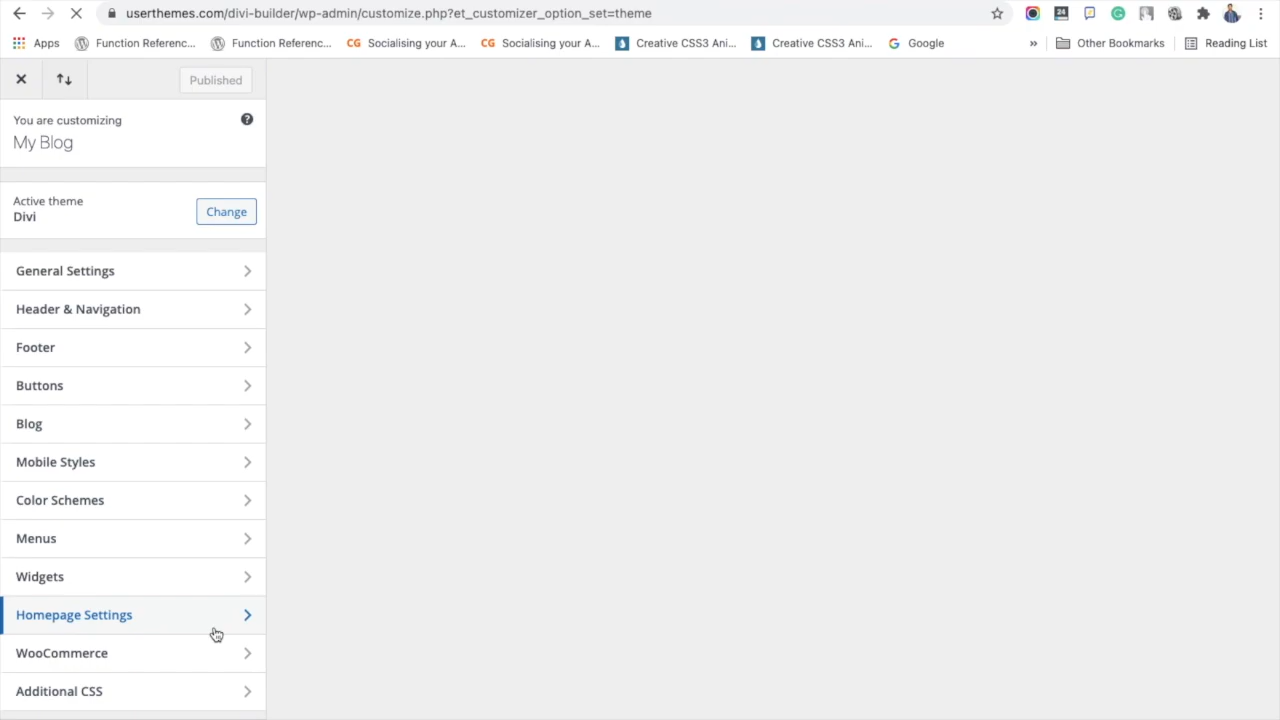 userthemes.com/divi-builder/wp-admin/customize.php?et_customizer_option_set=theme
24
Apps Function Referenc... Function Referenc... CG Socialising your A... CG Socialising your A... Creative CSS3 Ani... Creative CSS3 Ani... Google » Other Bookmarks Reading List
Published
You are customizing
My Blog
Active theme
Divi
Change
General Settings
Header & Navigation
Footer
Buttons
Blog
Mobile Styles
Color Schemes
Menus
Widgets
Homepage Settings
WooCommerce
Additional CSS